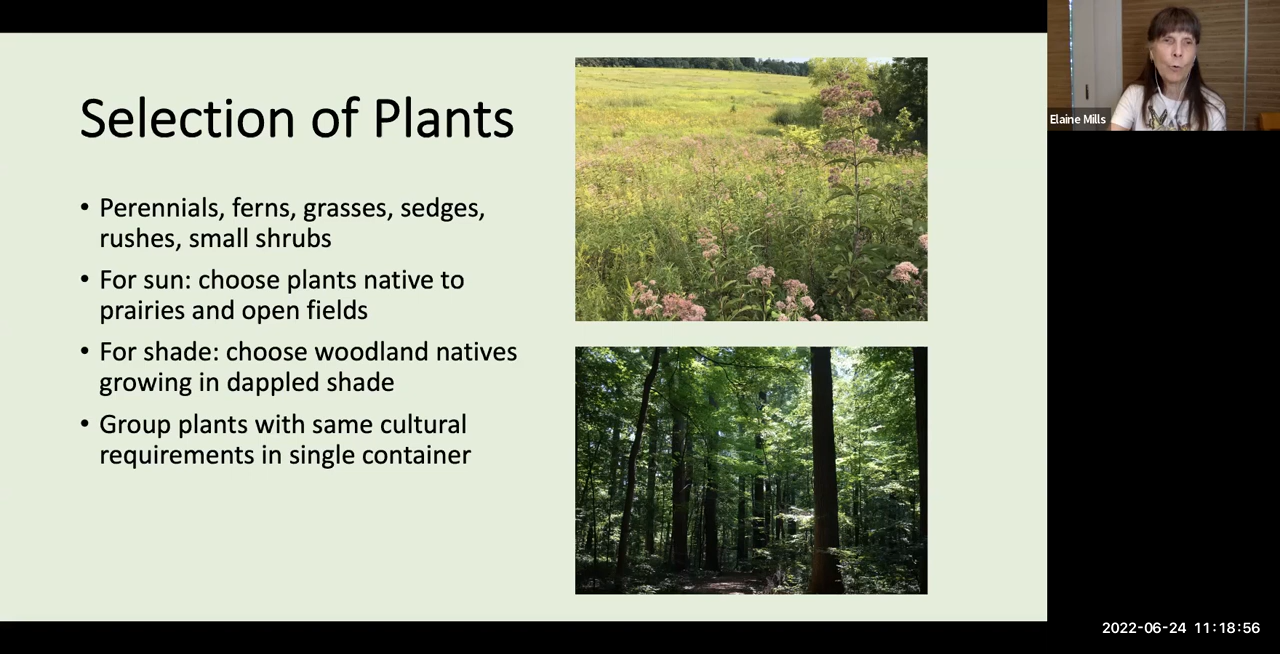 Selection of Plants
• Perennials, ferns, grasses, sedges,
rushes, small shrubs
• For sun: choose plants native to
prairies and open fields
• For shade: choose woodland natives
growing in dappled shade
• Group plants with same cultural
requirements in single container
Elaine Mills
2022-06-24 11:18:56